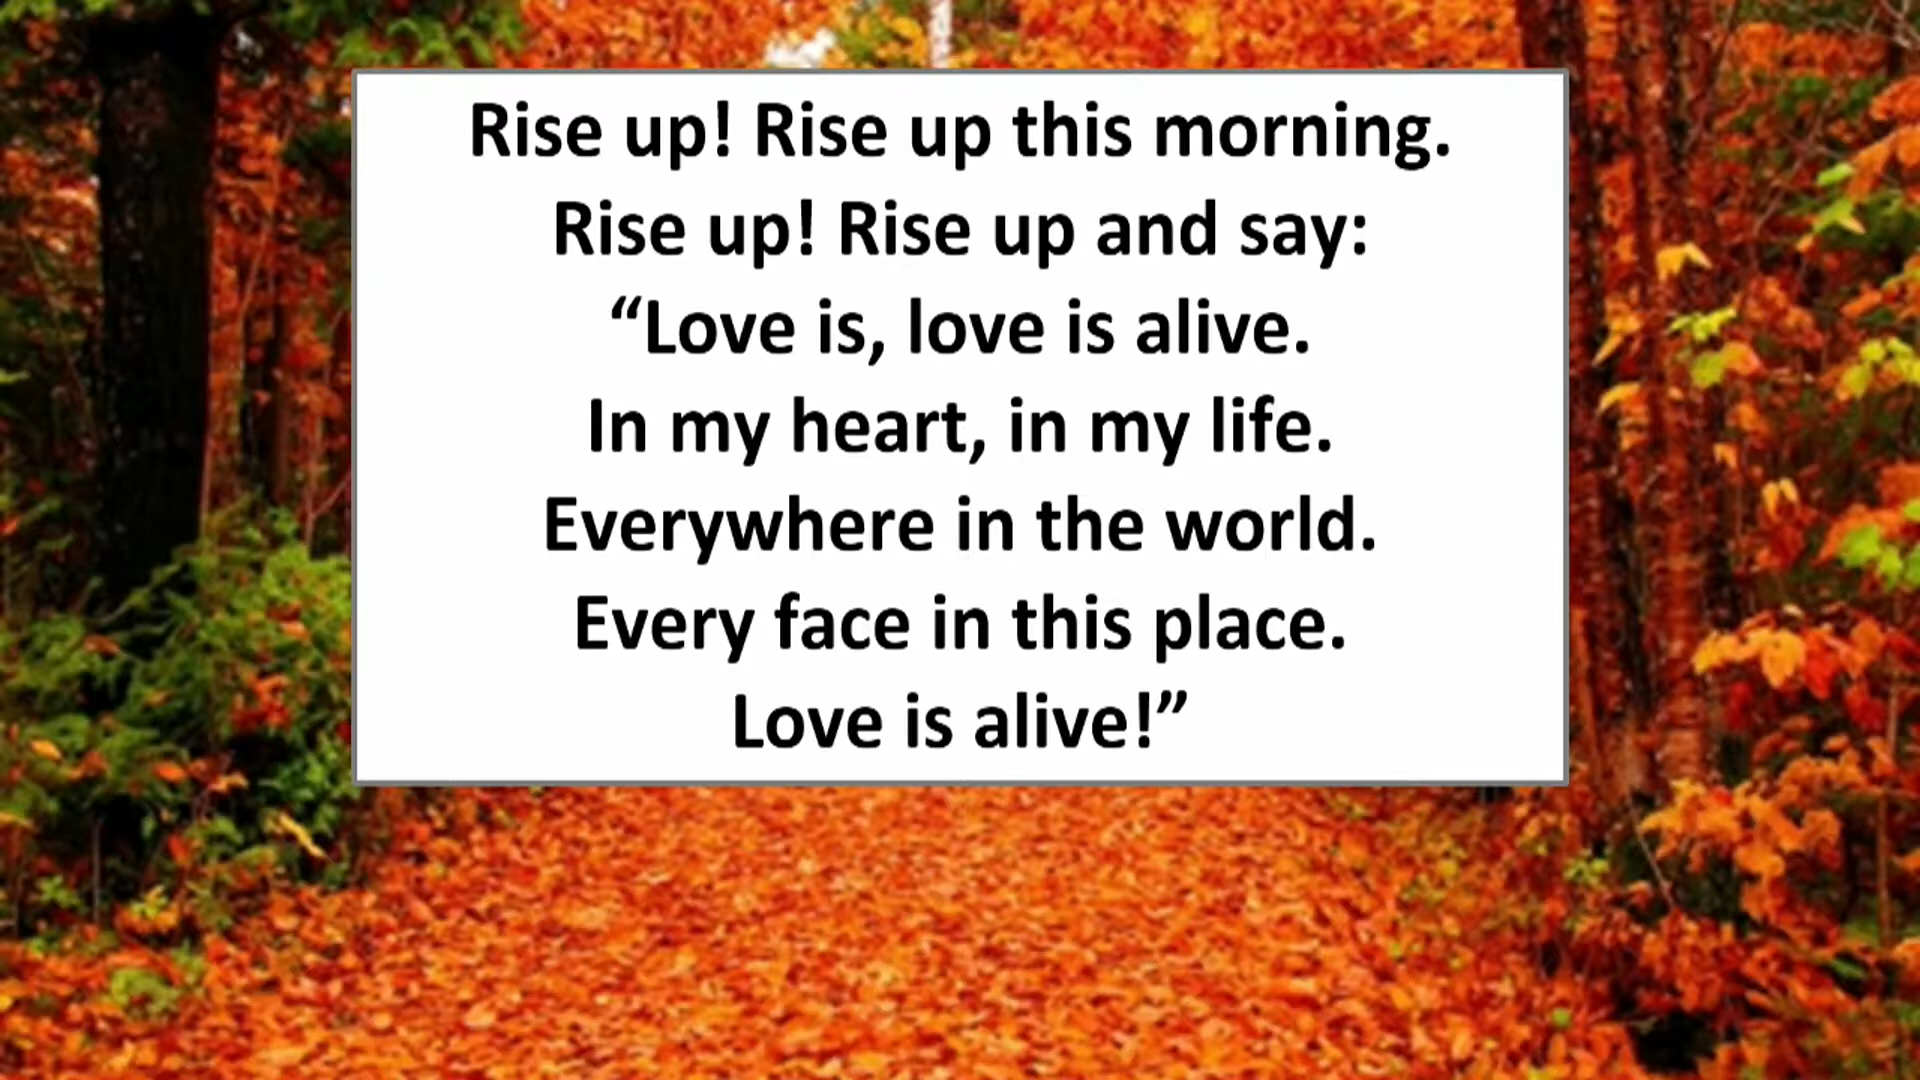 Rise up! Rise up this morning.
Rise up! Rise up and say:
“Love is, love is alive.
In my heart, in my life.
Everywhere in the world.
Every face in this place.
Love is alive!”